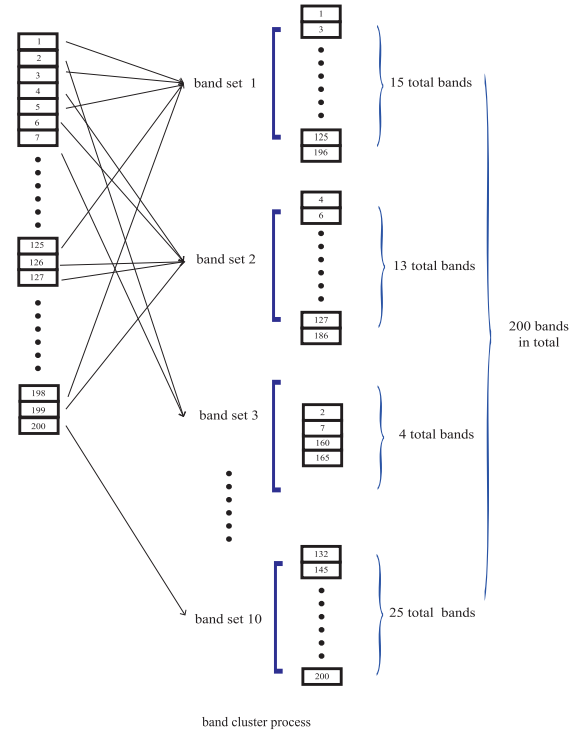 1
2
3
4
5
6
7
125
126
127
198
199
200
band set 1
band set 2
band set 3
band set 10
1
3
125
196
4
6
127
186
2
7
160
165
132
145
200
15 total bands
13 total bands
4 total bands
25 total bands
200 bands
in total
band cluster process